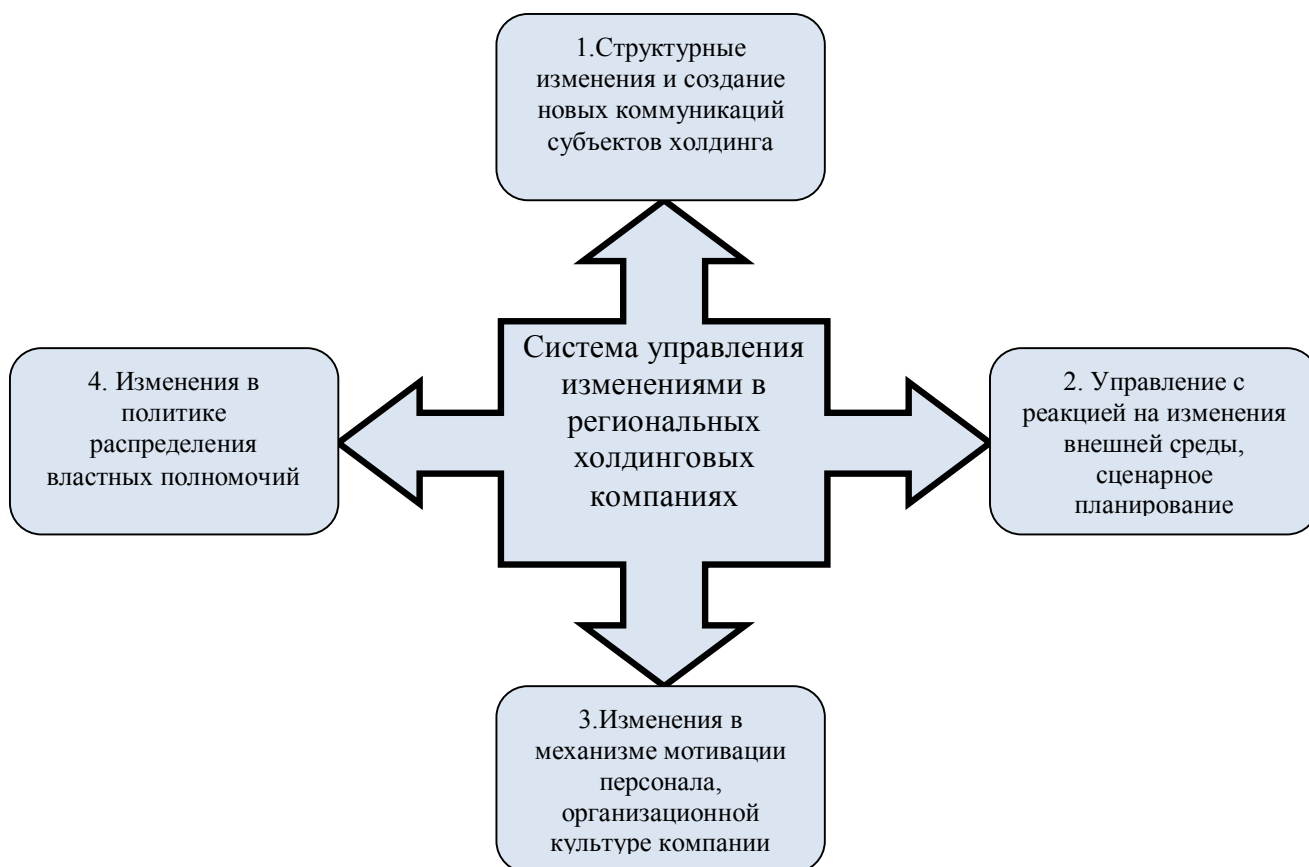 1.Структурные
изменения и создание
новых коммуникаций
субъектов холдинга
Система управления
изменениями в
региональных
холдинговых
компаниях
4. Изменения в
политике
распределения
властных полномочий
2. Управление с
реакцией на изменения
внешней среды,
сценарное
планирование
3.Изменения в
механизме мотивации
персонала,
организационной
культуре компании